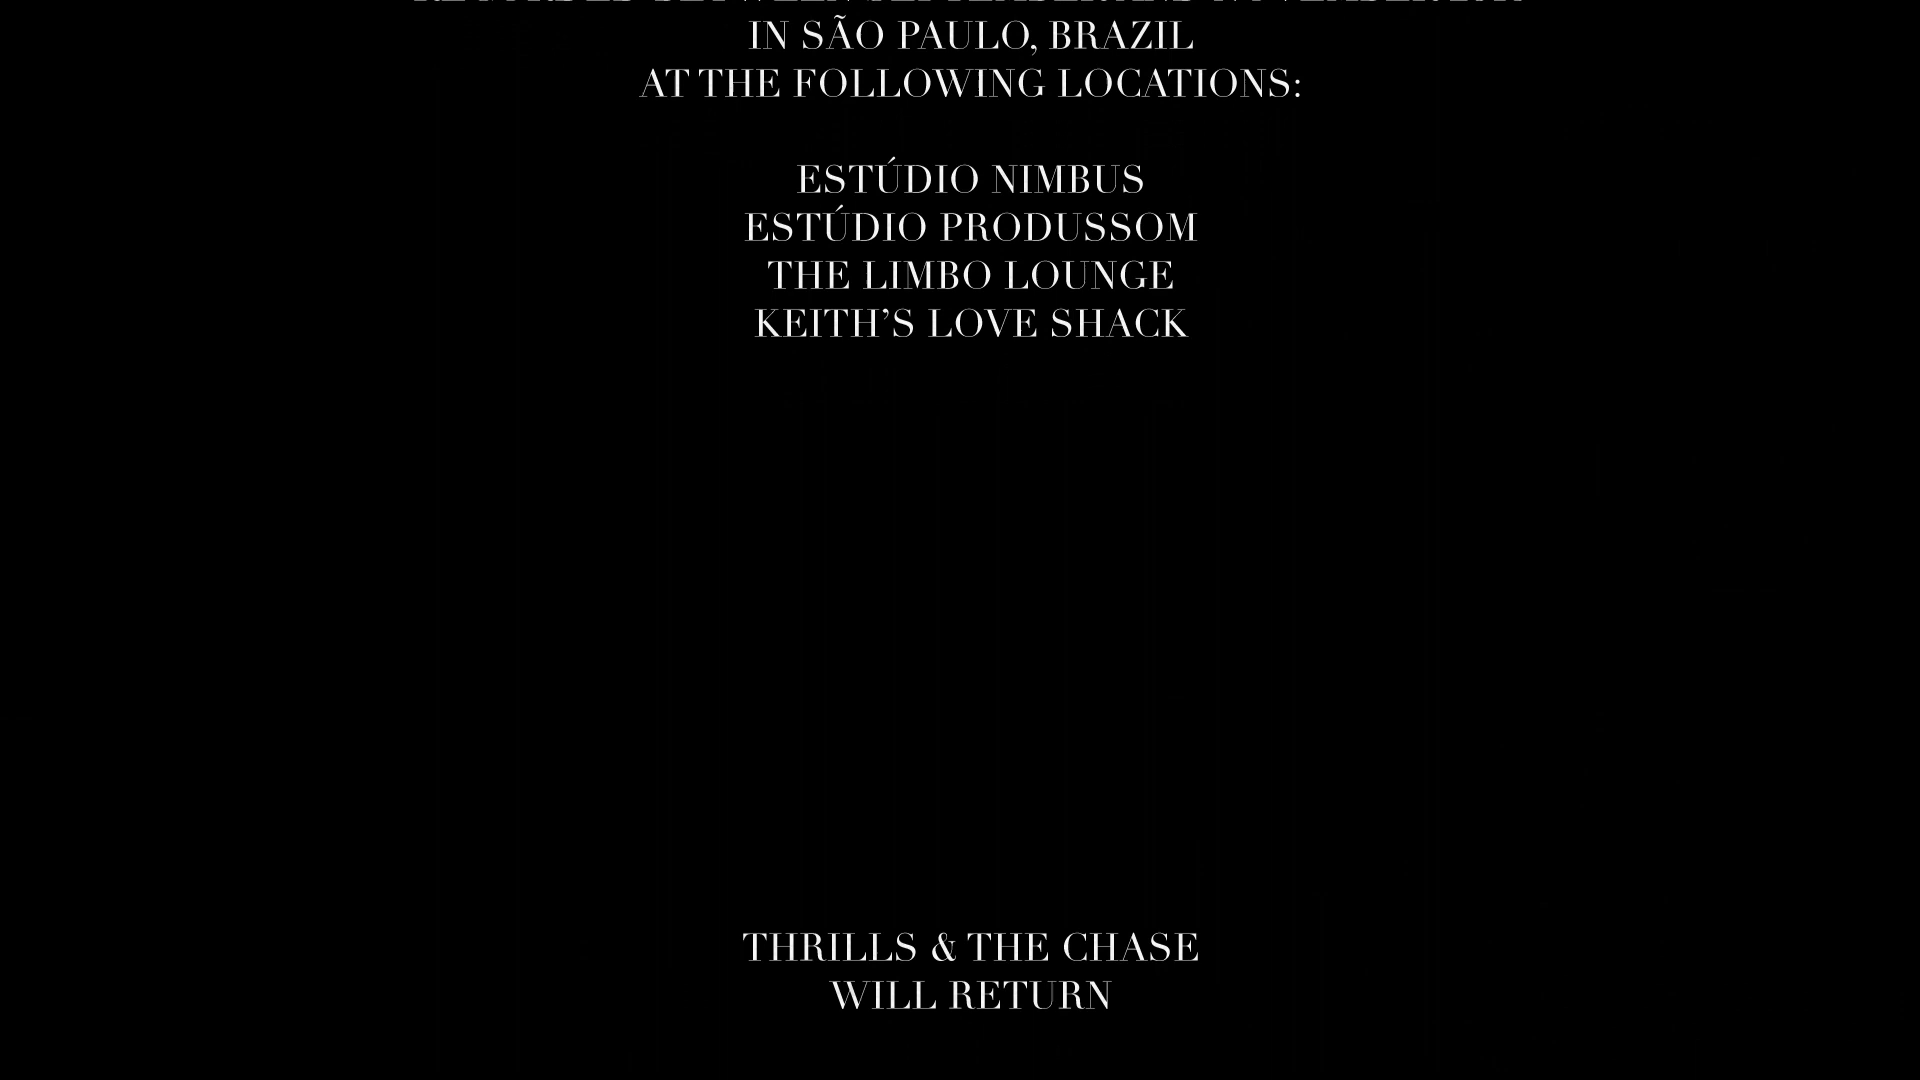 BETWEEN
IN SÃO PAULO, BRAZIL
AT THE FOLLOWING LOCATIONS:
ESTÚDIO NIMBUS
ESTÚDIO PRODUSSOM
THE LIMBO LOUNGE
KEITH’S LOVE SHACK
THRILLS & THE CHASE
WILL RETURN